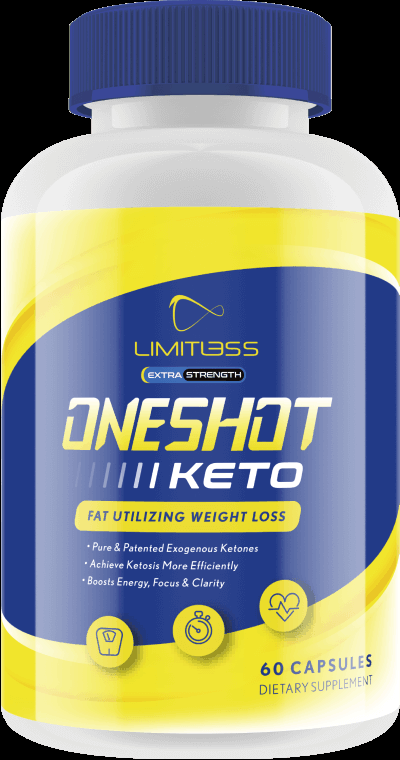 LIMITLESS
EXTRA STRENGTH
ONESHOT
KETO
FAT UTILIZING WEIGHT LOSS
• Pure & Patented Exogenous Ketones
• Achieve Ketosis More Efficiently
• Boosts Energy, Focus & Clarity
60 CAPSULES
DIETARY SUPPLEMENT